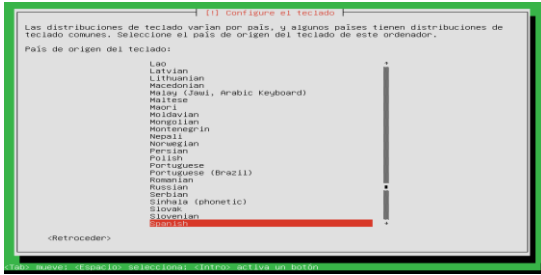 [!] Configure el teclado
Las distribuciones de teclado varían por país, y algunos países tienen distribuciones de
teclado comunes. Seleccione el país de origen del teclado de este ordenador.
País de origen del teclado:
Lao
Latvian
Lithuanian
Macedonian
Malay (Jawi, Arabic Keyboard)
Maltese
Maori
Moldavian
Mongolian
Montenegrin
Nepali
Norwegian
Persian
Polish
Portuguese
Portuguese (Brazil)
Romanian
Russian
Serbian
Sinhala (phonetic)
Slovak
Slovenian
Spanish
<Retroceder>
<Tab> mueve; <Espacio> selecciona; <Intro> activa un botón